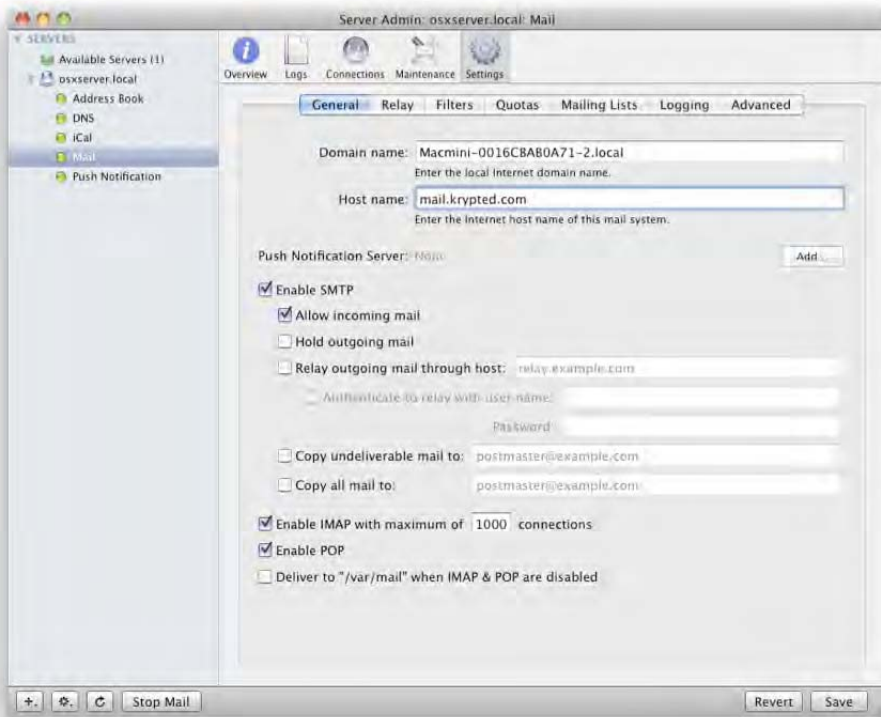 Server Admin: osxserver.local: Mail
SERVERS
Available Servers (1)
osxserver.local
Address Book
DNS
iCal
Mail
Push Notification
Overview Logs Connections Maintenance Settings
General Relay Filters Quotas Mailing Lists Logging Advanced
Domain name: Macmini-0016CBAB0A71-2.local
Enter the local Internet domain name.
Host name: mail.krypted.com
Enter the Internet host name of this mail system.
Push Notification Server: None Add...
Enable SMTP
Allow incoming mail
Hold outgoing mail
Relay outgoing mail through host: relay.example.com
Authenticate to relay with user name:
Password
Copy undeliverable mail to: postmaster@example.com
Copy all mail to: postmaster@example.com
Enable IMAP with maximum of 1000 connections
Enable POP
Deliver to "/var/mail" when IMAP & POP are disabled
Stop Mail Revert Save